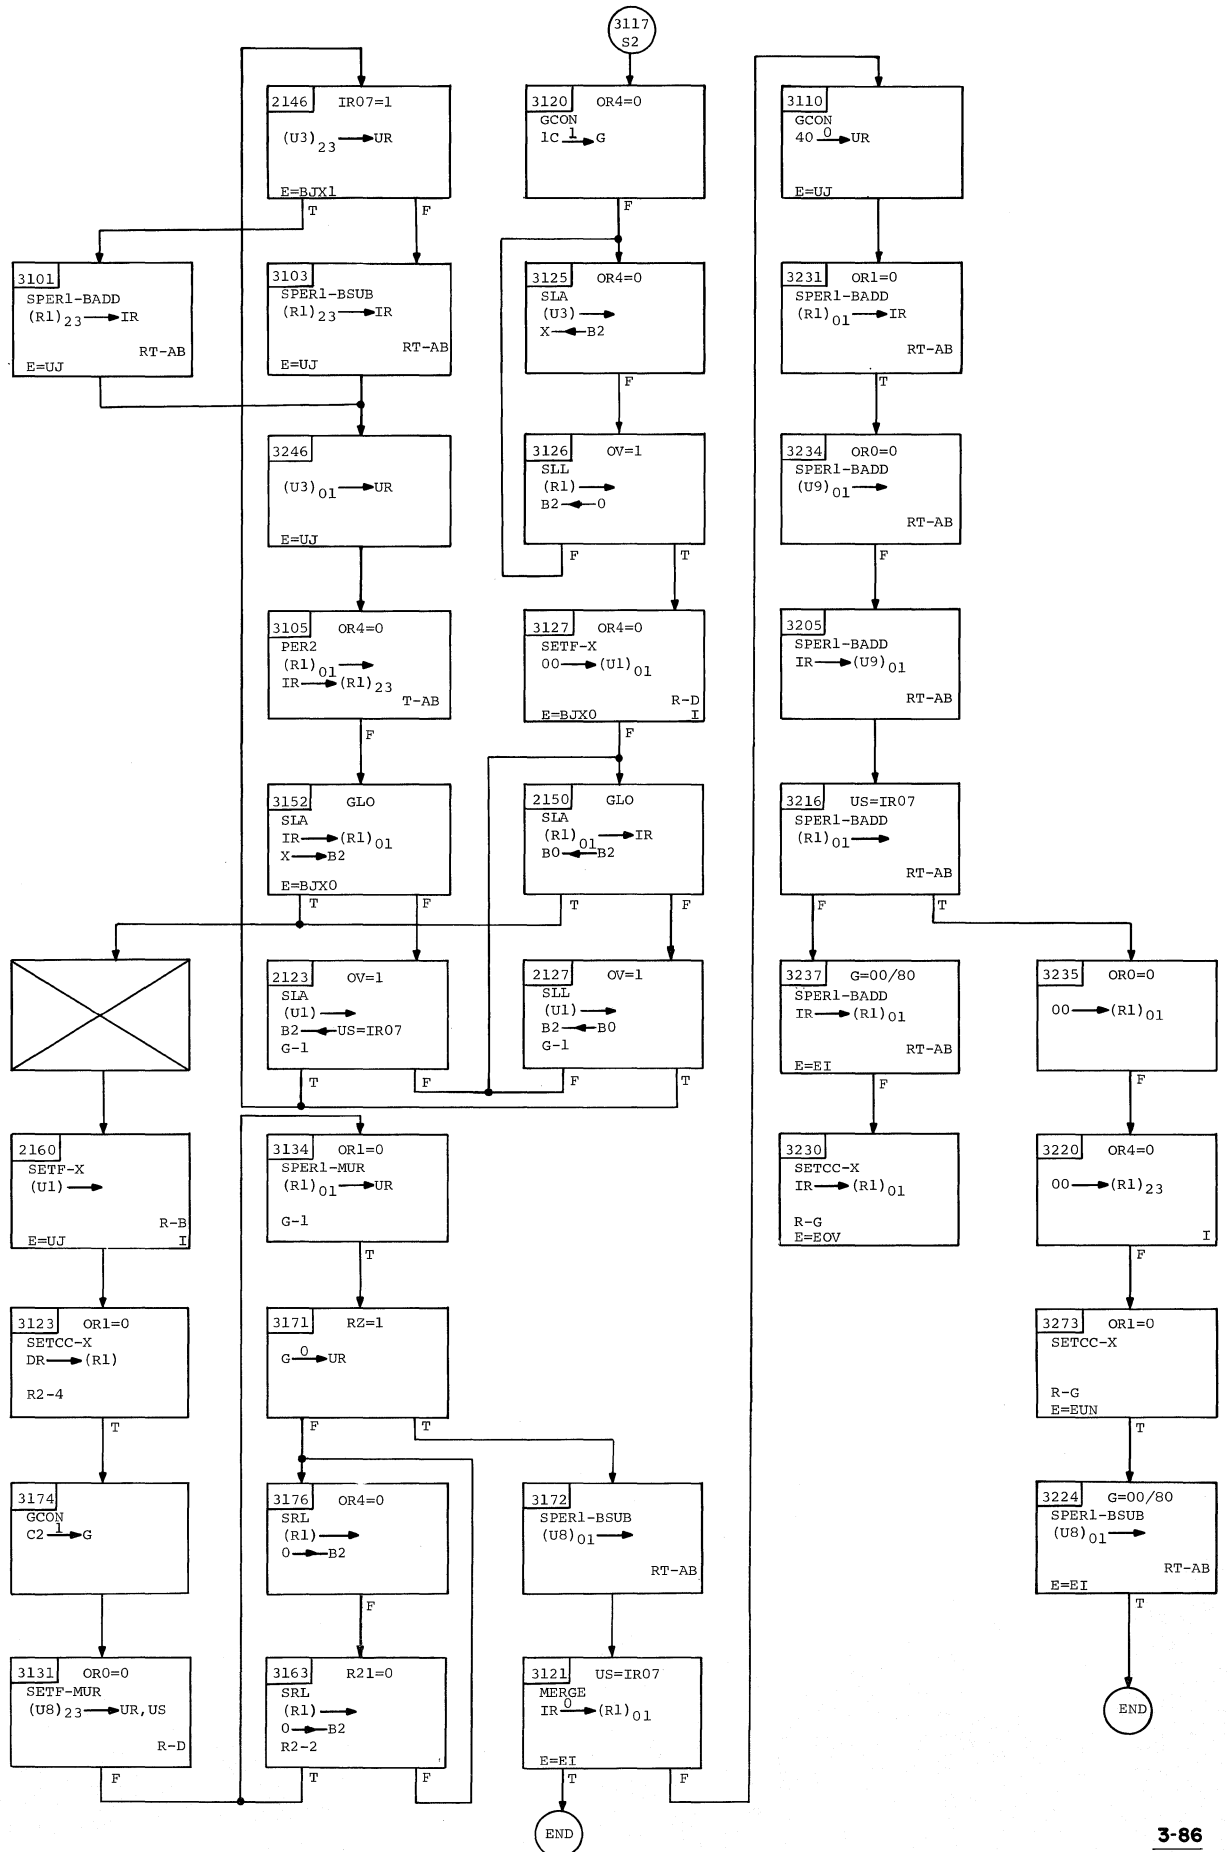 3117
S2
2146 IR07=1
(U3)23 → UR
E=BJX1
T F
3101
SPER1-BADD
(R1)23 → IR
RT-AB
E=UJ
3103
SPER1-BSUB
(R1)23 → IR
RT-AB
E=UJ
3246
(U3)01 → UR
E=UJ
3105 OR4=0
PER2
(R1)01 →
IR → (R1)23
T-AB
F
3152 GLO
SLA
IR → (R1)01
X → B2
E=BJX0
T F
2123 OV=1
SLA
(U1) →
B2 ← US=IR07
G-1
T F
3120 OR4=0
GCON
1C 1→ G
F
3125 OR4=0
SLA
(U3) →
X ← B2
F
3126 OV=1
SLL
(R1) →
B2 ← 0
F T
3127 OR4=0
SETF-X
00 → (U1)01
R-D
E=BJX0 I
F
2150 GLO
SLA
(R1)01 → IR
B0 ← B2
T F
2127 OV=1
SLL
(U1) →
B2 ← B0
G-1
F T
2160
SETF-X
(U1) →
R-B
E=UJ I
3123 OR1=0
SETCC-X
DR → (R1)
R2-4
T
3174
GCON
C2 1→ G
3131 OR0=0
SETF-MUR
(U8)23 → UR,US
R-D
F
3134 OR1=0
SPER1-MUR
(R1)01 → UR
G-1
T
3171 RZ=1
G 0→ UR
F T
3176 OR4=0
SRL
(R1) →
0 → B2
F
3163 R21=0
SRL
(R1) →
0 → B2
R2-2
T F
3172
SPER1-BSUB
(U8)01 →
RT-AB
3121 US=IR07
MERGE
IR 0→ (R1)01
E=EI
T F
END
3110
GCON
40 0→ UR
E=UJ
3231 OR1=0
SPER1-BADD
(R1)01 → IR
RT-AB
T
3234 OR0=0
SPER1-BADD
(U9)01 →
RT-AB
F
3205
SPER1-BADD
IR → (U9)01
RT-AB
3216 US=IR07
SPER1-BADD
(R1)01 →
RT-AB
F T
3237 G=00/80
SPER1-BADD
IR → (R1)01
RT-AB
E=EI
F
3230
SETCC-X
IR → (R1)01
R-G
E=EOV
3235 OR0=0
00 → (R1)01
F
3220 OR4=0
00 → (R1)23
I
F
3273 OR1=0
SETCC-X
R-G
E=EUN
T
3224 G=00/80
SPER1-BSUB
(U8)01 →
RT-AB
E=EI
T
END
3-86